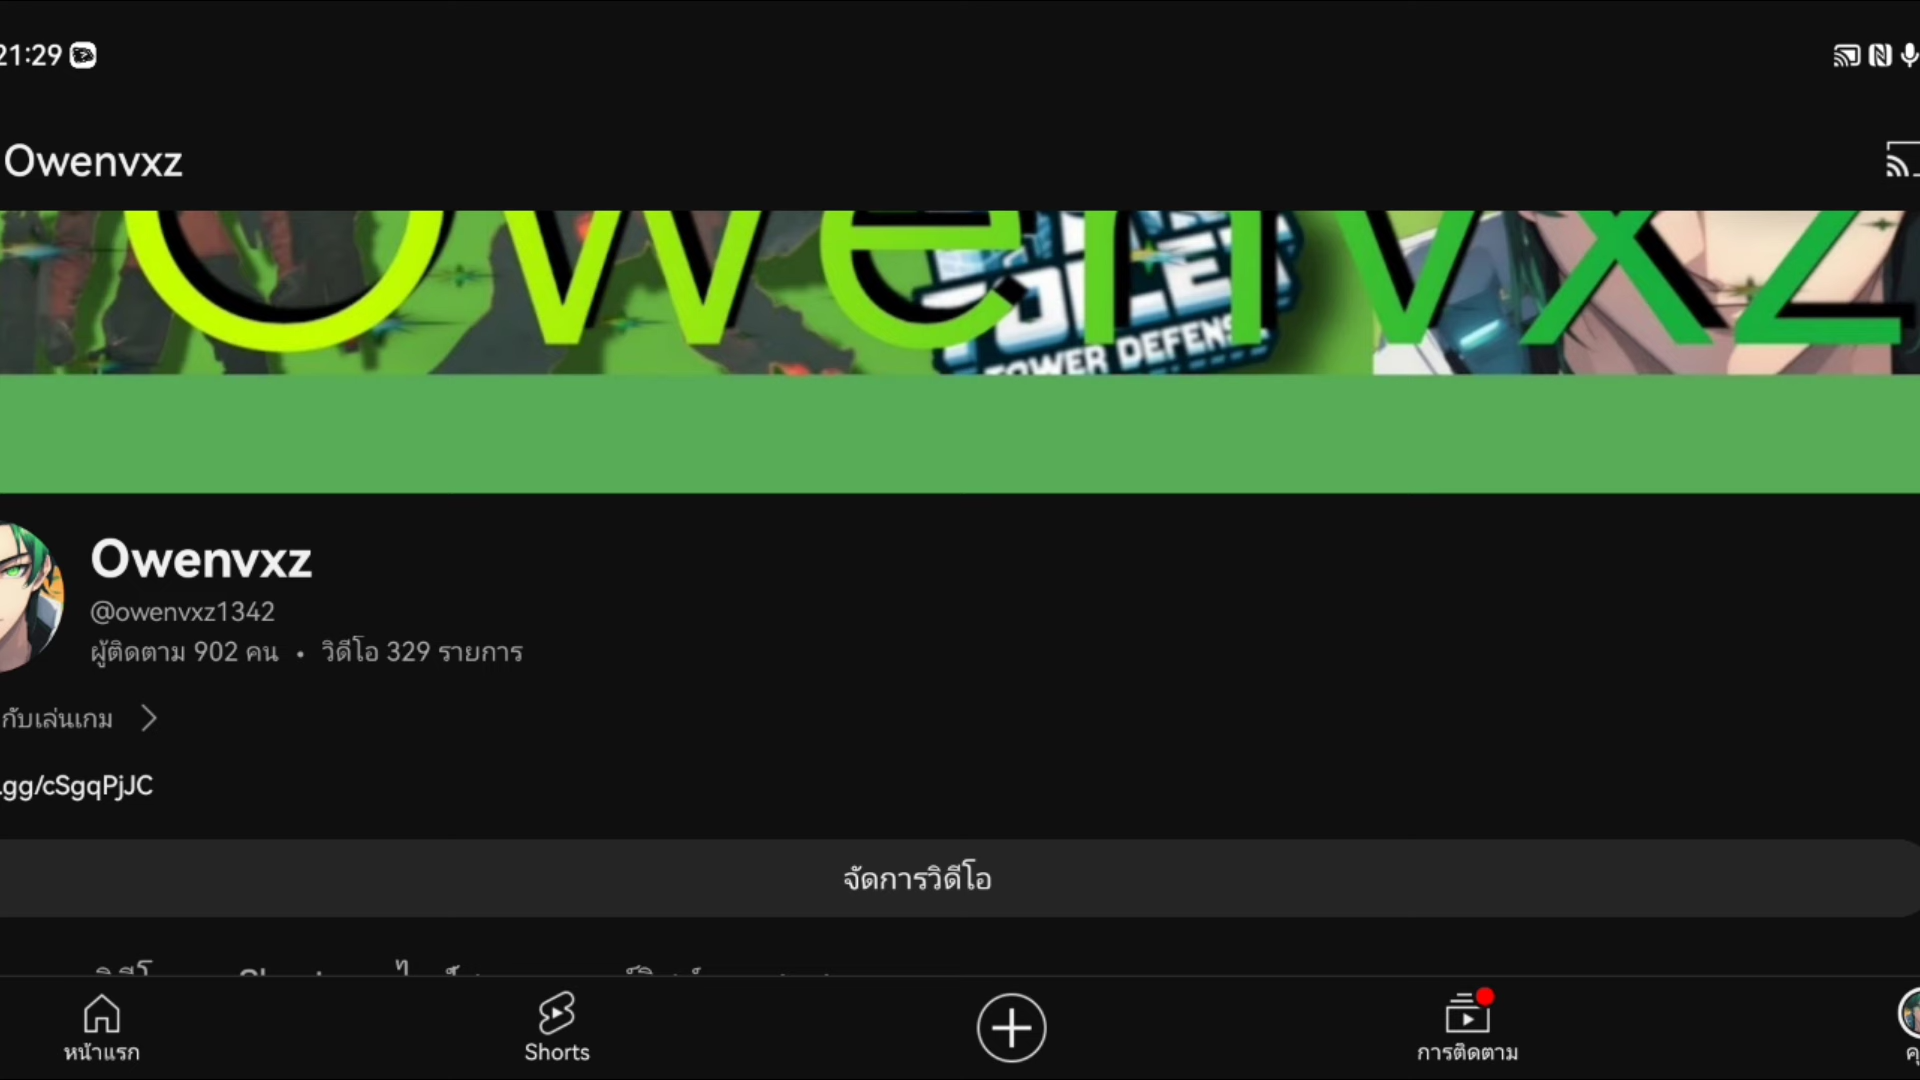 21:29
Owenvxz
Owenvxz
TOWER DEFENSE
Owenvxz
@owenvxz1342
ผู้ติดตาม 902 คน • วิดีโอ 329 รายการ
กับเล่นเกม
.gg/cSgqPjJC
จัดการวิดีโอ
หน้าแรก
Shorts
การติดตาม